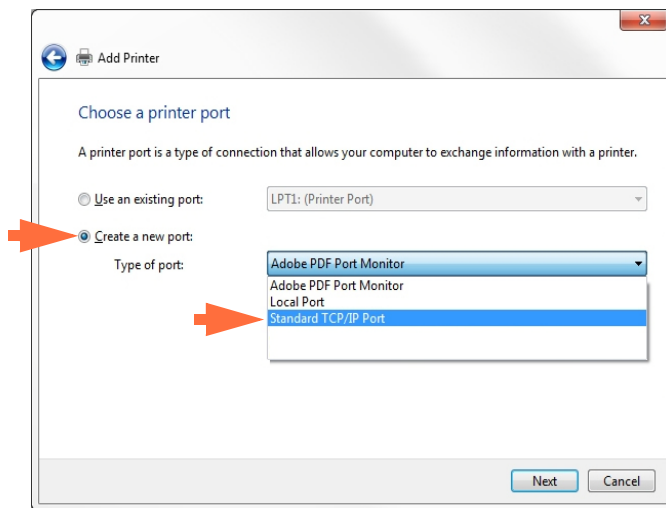 Add Printer
Choose a printer port
A printer port is a type of connection that allows your computer to exchange information with a printer.
Use an existing port: LPT1: (Printer Port)
Create a new port:
Type of port: Adobe PDF Port Monitor
Adobe PDF Port Monitor
Local Port
Standard TCP/IP Port
Next Cancel